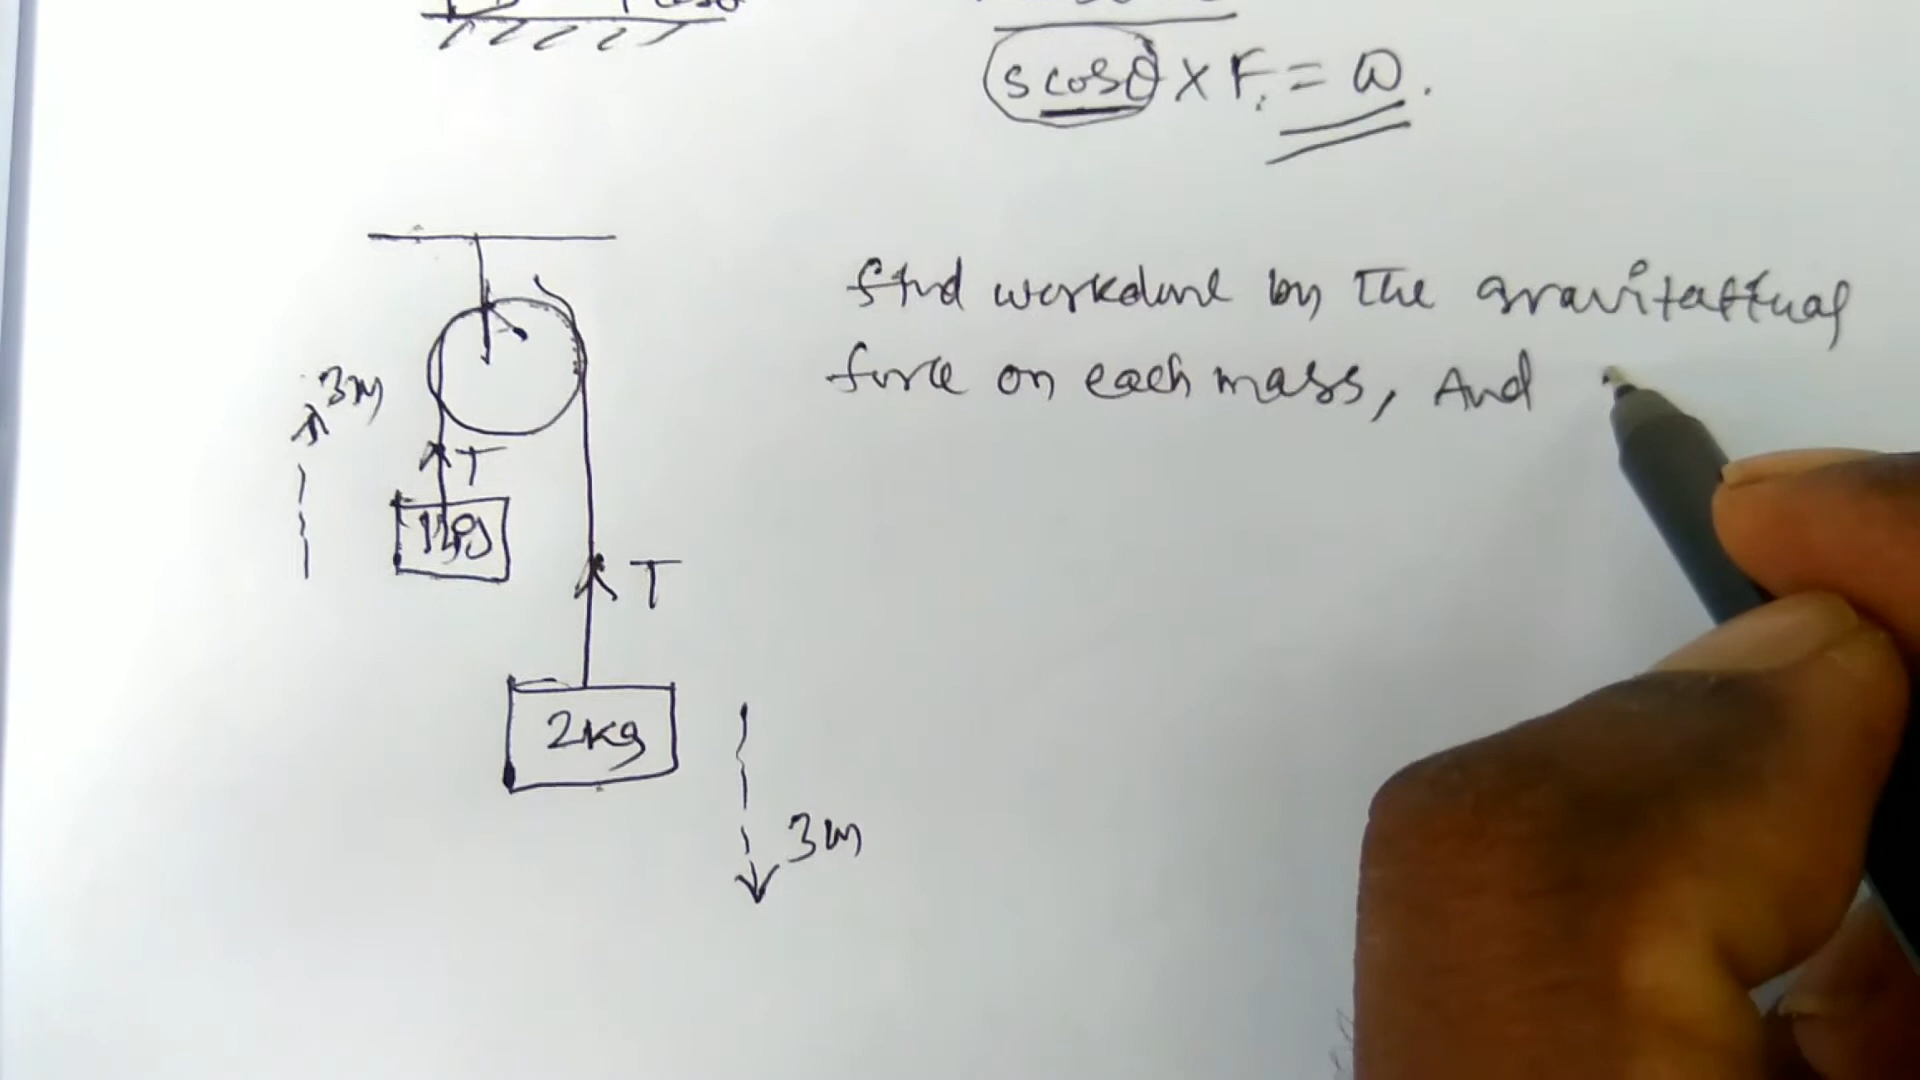 s cosθ × F = W.
find workdone by the gravitational
force on each mass, And
3m
T
1kg
T
2kg
3m